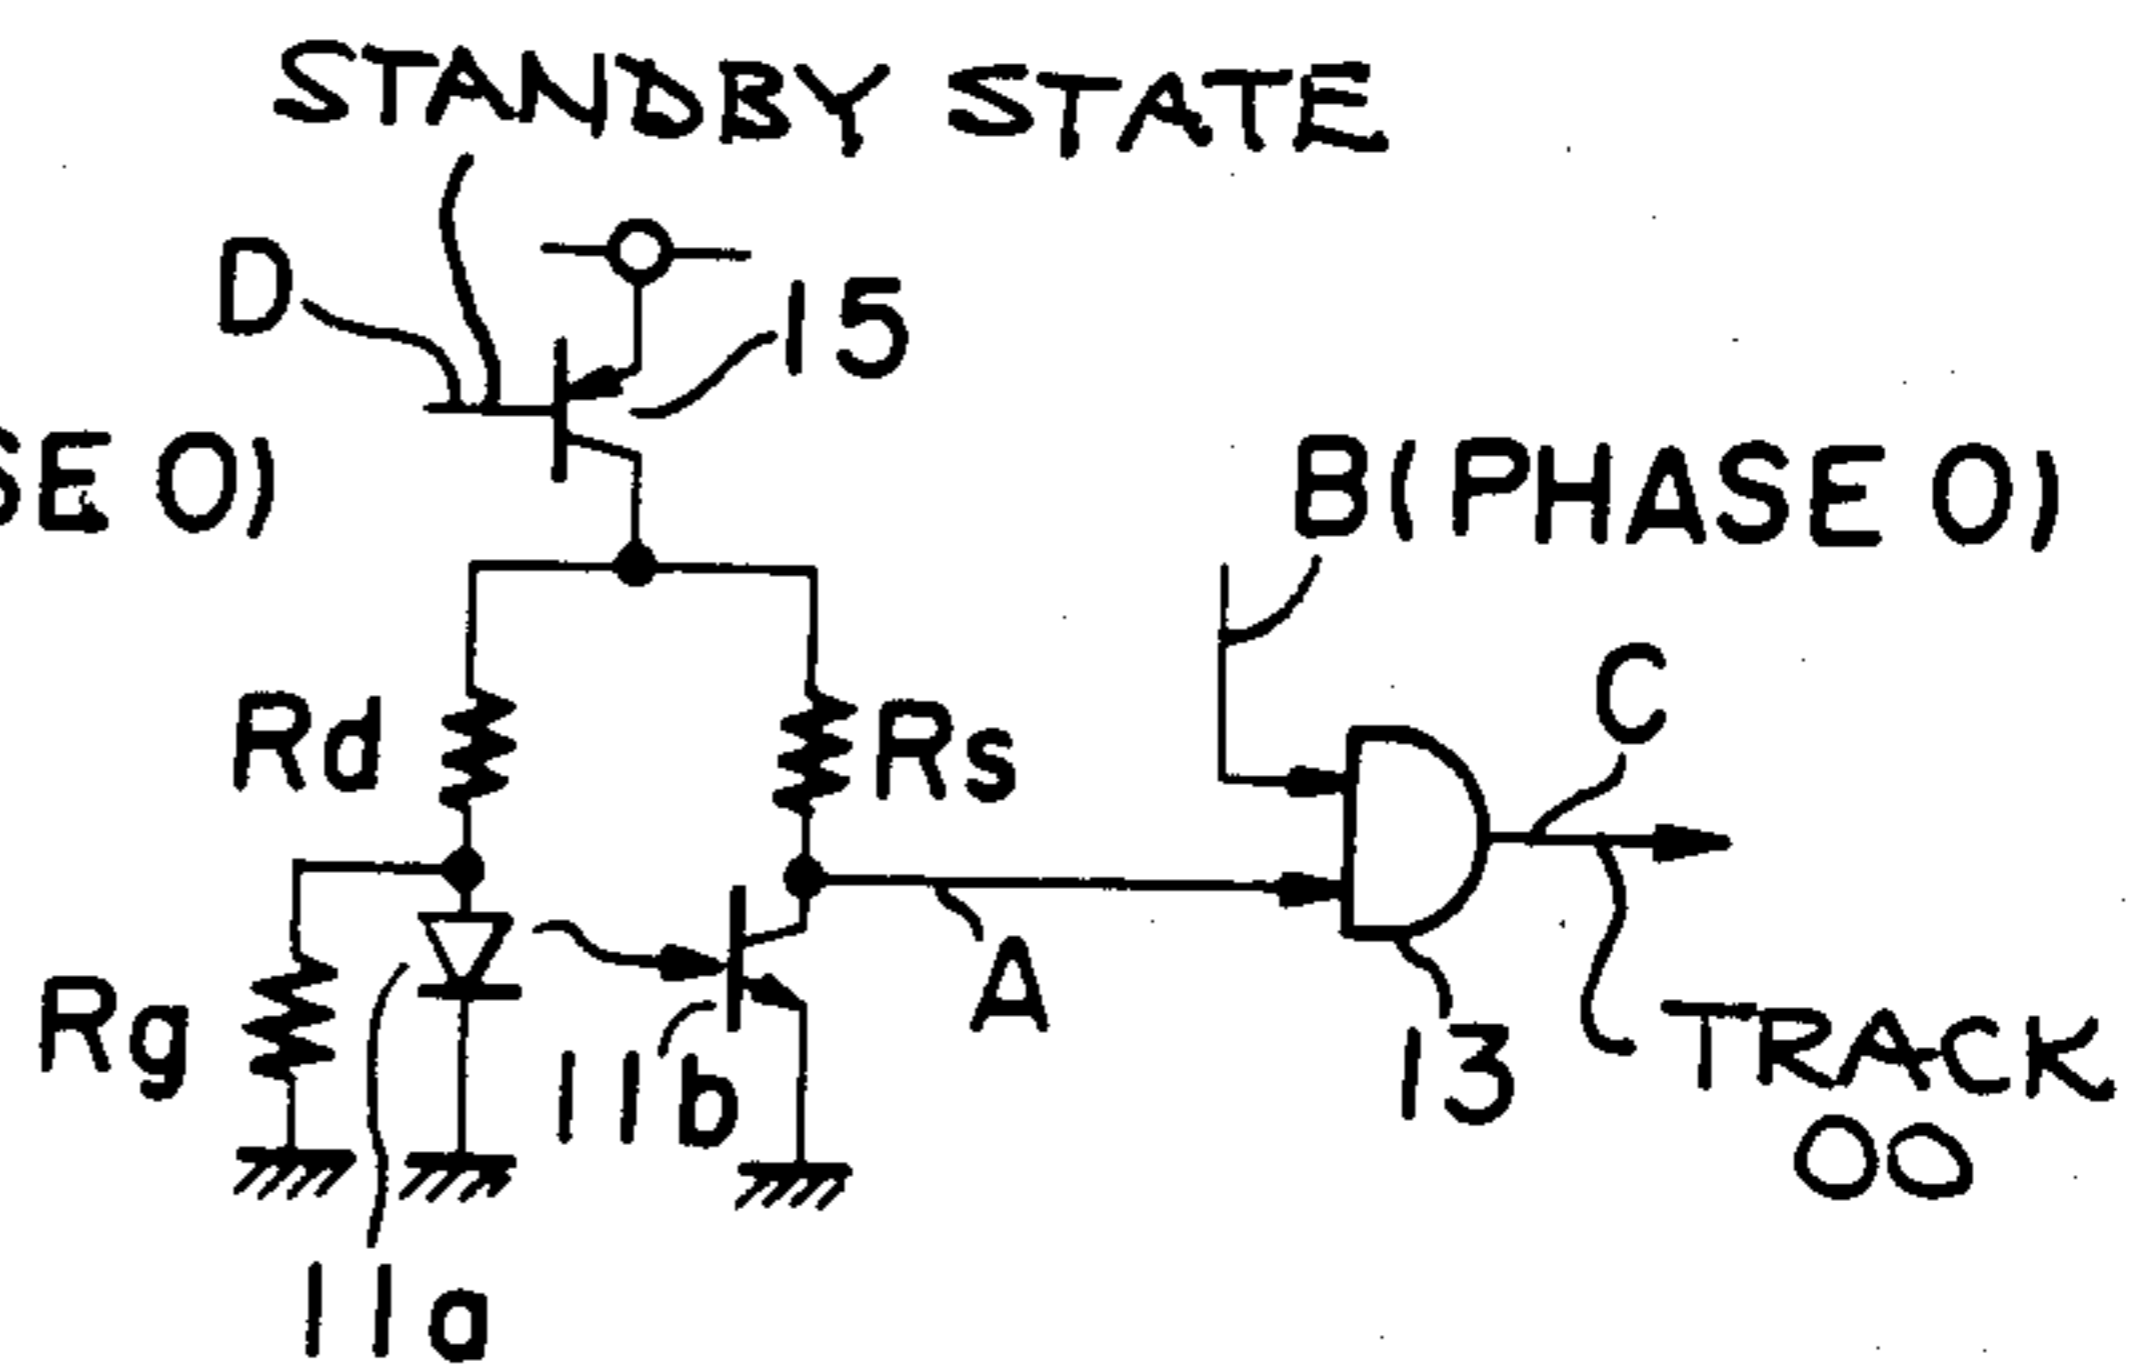 STANDBY STATE
D
15
SE 0)
B(PHASE 0)
C
Rd
Rs
A
Rg
11b
13
TRACK
00
11a